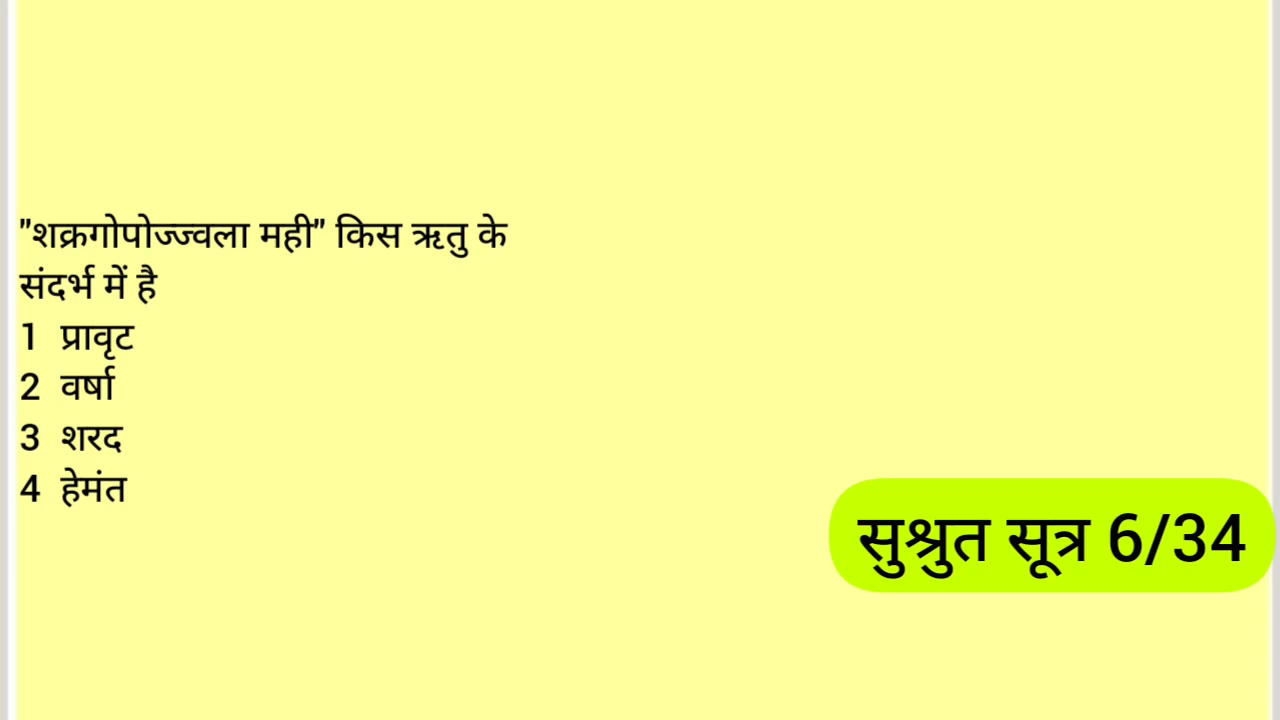 "शक्रगोपोज्ज्वला मही" किस ऋतु के
संदर्भ में है
1 प्रावृट
2 वर्षा
3 शरद
4 हेमंत
सुश्रुत सूत्र 6/34